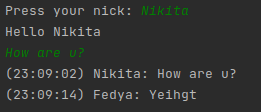 Press your nick: Nikita
Hello Nikita
How are u?
(23:09:02) Nikita: How are u?
(23:09:14) Fedya: Yeihgt